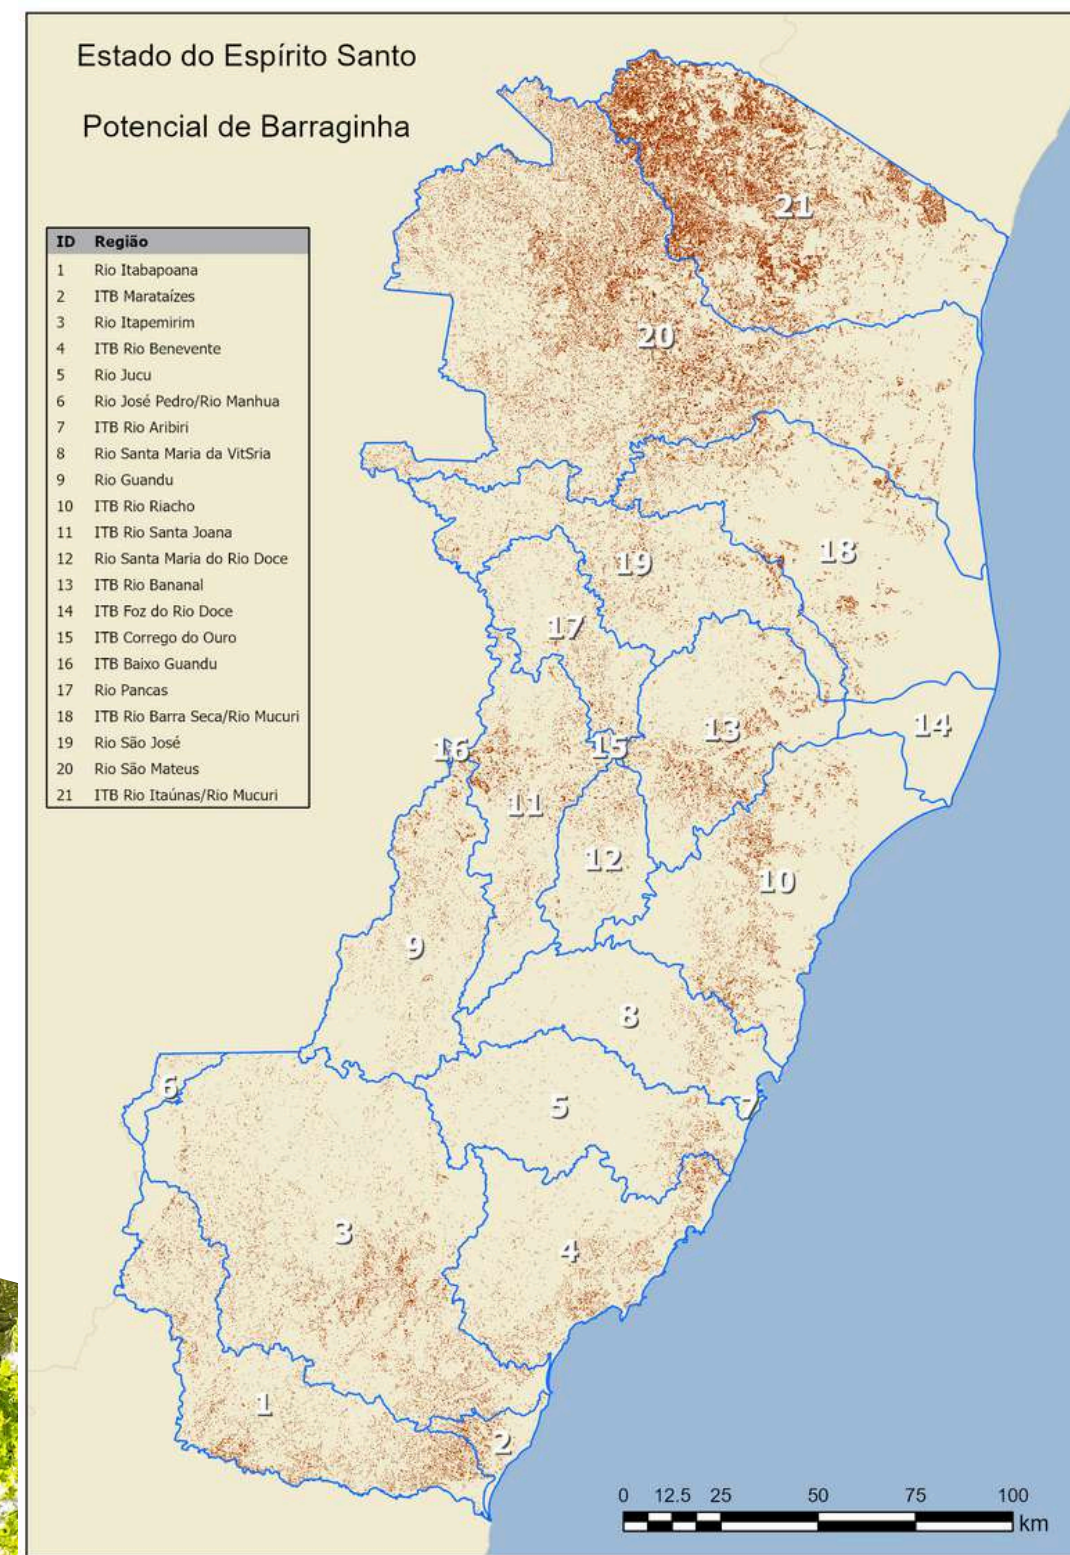 Estado do Espírito Santo
Potencial de Barraginha
ID Região
1 Rio Itabapoana
2 ITB Marataízes
3 Rio Itapemirim
4 ITB Rio Benevente
5 Rio Jucu
6 Rio José Pedro/Rio Manhua
7 ITB Rio Aribiri
8 Rio Santa Maria da VitSria
9 Rio Guandu
10 ITB Rio Riacho
11 ITB Rio Santa Joana
12 Rio Santa Maria do Rio Doce
13 ITB Rio Bananal
14 ITB Foz do Rio Doce
15 ITB Corrego do Ouro
16 ITB Baixo Guandu
17 Rio Pancas
18 ITB Rio Barra Seca/Rio Mucuri
19 Rio São José
20 Rio São Mateus
21 ITB Rio Itaúnas/Rio Mucuri
21
20
18
19
17
14
13
16
15
11
12
10
9
8
6
5
7
3
4
1
2
0 12.5 25 50 75 100
km